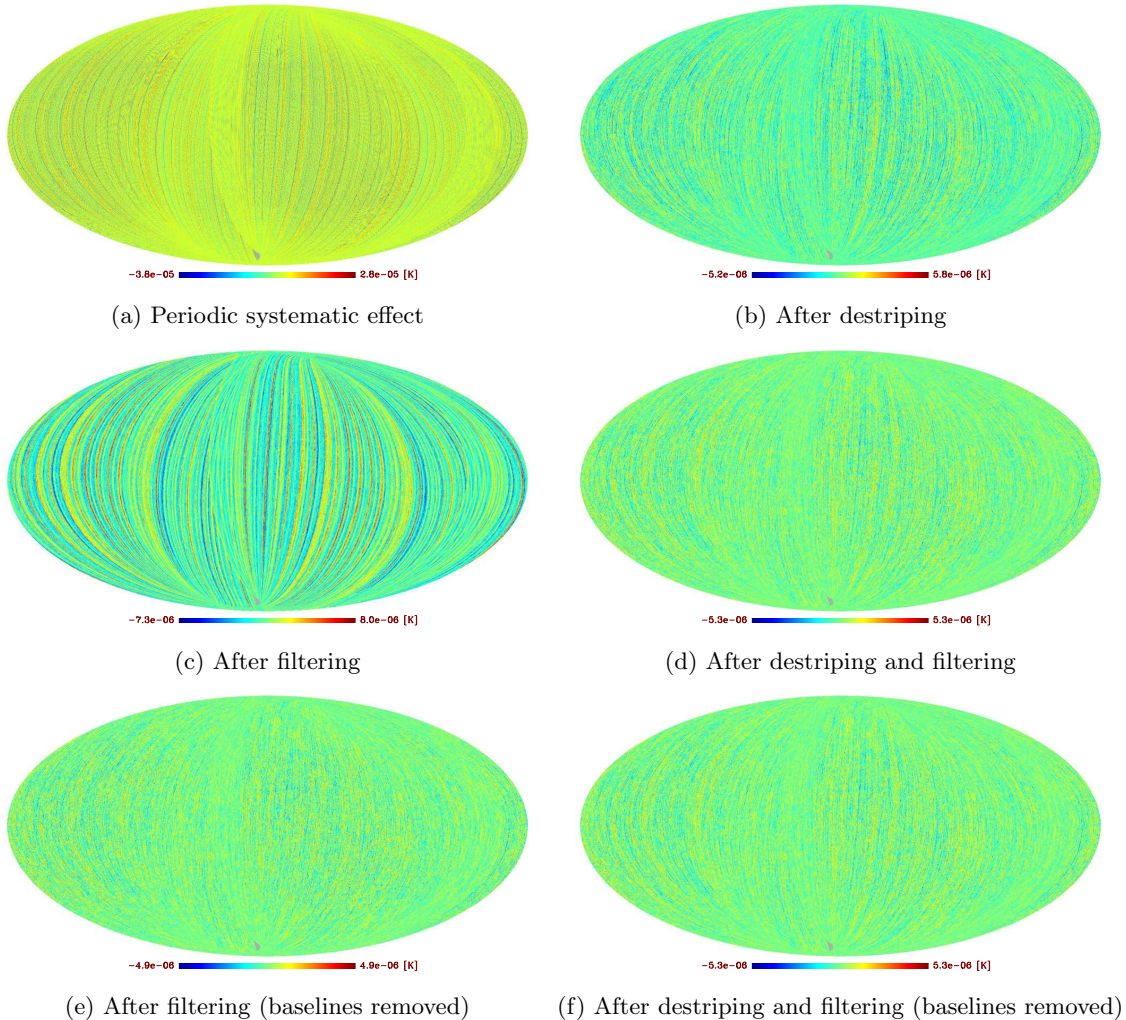 −3.8e−05 2.8e−05 [K]
−5.2e−06 5.8e−06 [K]
(a) Periodic systematic effect
(b) After destriping
−7.3e−06 8.0e−06 [K]
−5.3e−06 5.3e−06 [K]
(c) After filtering
(d) After destriping and filtering
−4.9e−06 4.9e−06 [K]
−5.3e−06 5.3e−06 [K]
(e) After filtering (baselines removed)
(f) After destriping and filtering (baselines removed)